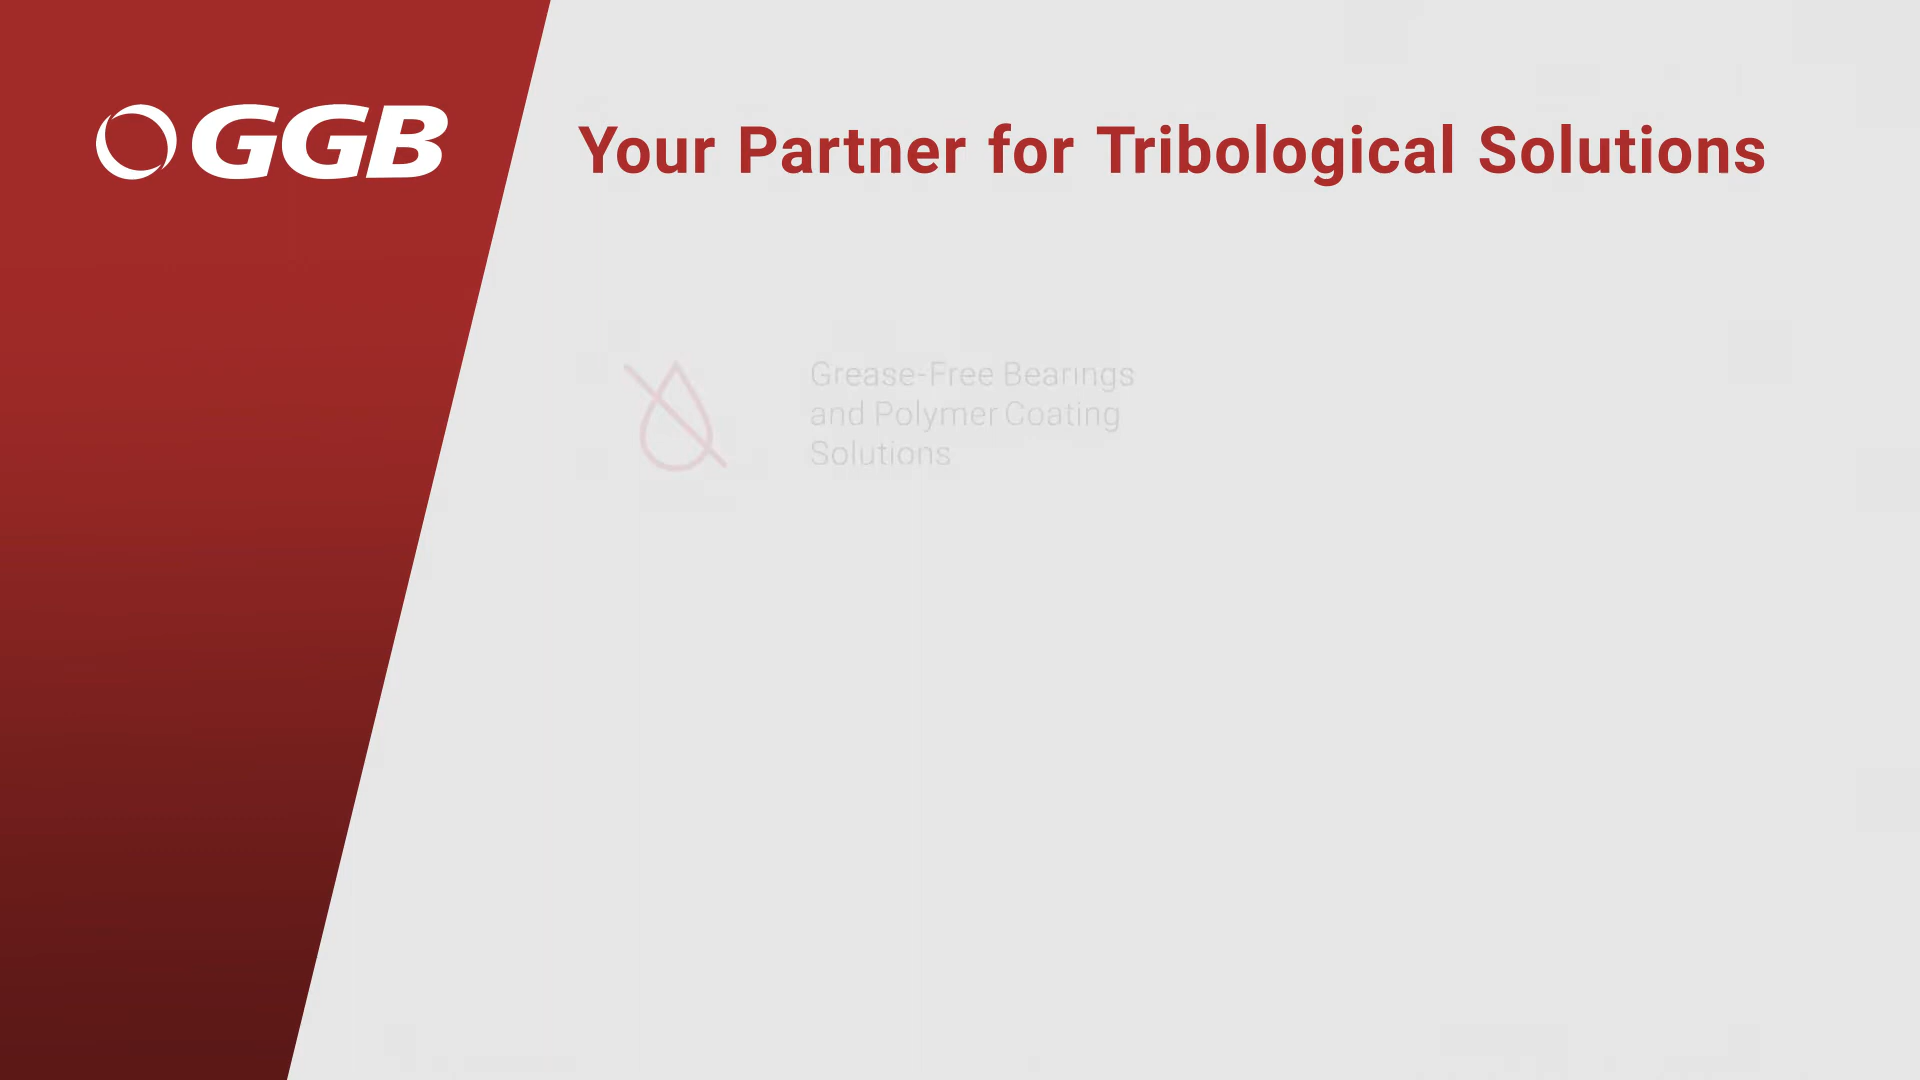 GGB
Your Partner for Tribological Solutions
Grease-Free Bearings
and Polymer Coating
Solutions